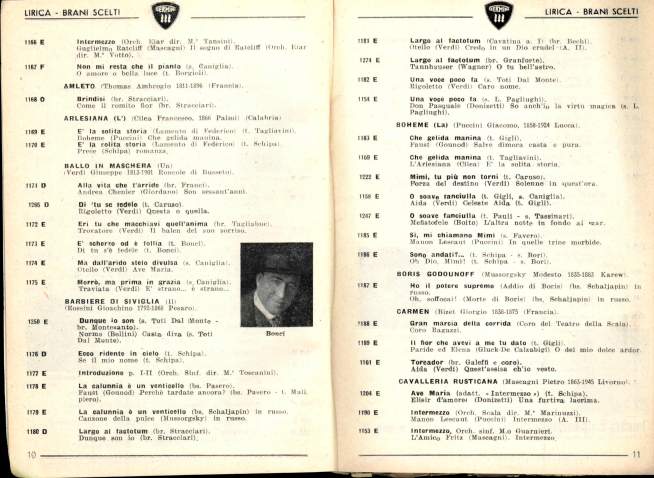 LIRICA - BRANI SCELTI
1166 E Intermezzo (Orch. Eiar dir. M.° Tansini).
Guglielmo Ratcliff (Mascagni) Il sogno di Ratcliff (Orch. Eiar
dir. M.° Votto).
1167 F Non mi resta che il pianto (s. Caniglia).
O amore o bella luce (t. Borgioli).
AMLETO (Thomas Ambrogio 1811-1896 (Francia).
1168 O Brindisi (br. Stracciari).
Come il romito fior (br. Stracciari).
ARLESIANA (L') (Cilea Francesco, 1866 Palmi (Calabria)
1169 E E' la solita storia (Lamento di Federico) (t. Tagliavini).
Boheme (Puccini) Che gelida manina.
1170 E E' la solita storia (Lamento di Federico) (t. Schipa)
Prece (Schipa) romanza.
BALLO IN MASCHERA (Un)
(Verdi Giuseppe 1813-1901 Roncole di Busseto).
1171 D Alla vita che t'arride (br. Franci).
Andrea Chenier (Giordano) Son sessant'anni.
1205 D Di 'tu se fedele (t. Caruso).
Rigoletto (Verdi) Questa o quella.
1172 E Eri tu che macchiavi quell'anima (br. Tagliabue).
Trovatore (Verdi) Il balen del suo sorriso.
1173 E E' scherzo od è follia (t. Bonci).
Di tu s'è fedele (t. Bonci).
1174 E Ma dall'arido stelo divulsa (s. Caniglia).
Otello (Verdi) Ave Maria.
1175 E Morrò, ma prima in grazia (s. Caniglia).
Traviata (Verdi) E' strano... è strano...
BARBIERE DI SIVIGLIA (Il)
(Rossini Gioachino 1792-1868 Pesaro).
1250 E Dunque io son (s. Toti Dal Monte -
br. Montesanto).
Norma (Bellini) Casta diva (s. Toti
Dal Monte).
Bonci
1176 D Ecco ridente in cielo (t. Schipa).
Se il mio nome (t. Schipa).
1177 E Introduzione p. I-II (Orch. Sinf. dir. M.° Toscanini).
1178 E La calunnia è un venticello (bs. Pasero).
Faust (Gounod) Perchè tardate ancora? (bs. Pasero - t. Mali
piero).
1179 E La calunnia è un venticello (bs. Schaljapin) in russo.
Canzone della pulce (Mussorgsky) in russo.
1180 D Largo al factotum (br. Stracciari).
Dunque son io (br. Stracciari).
10
LIRICA - BRANI SCELTI
1181 E Largo al factotum (Cavatina a. I) (br. Bechi).
Otello (Verdi) Credo in un Dio crudel (A. II).
1274 E Largo al factotum (br. Granforte).
Tannhauser (Wagner) O tu bell'astro.
1182 E Una voce poco fa (s. Toti Dal Monte).
Rigoletto (Verdi) Caro nome.
1154 E Una voce poco fa (s. L. Pagliughi).
Don Pasquale (Donizetti) So anch'io la virtù magica (s. L.
Pagliughi).
BOHEME (La) (Puccini Giacomo, 1858-1924 Lucca).
1183 E Che gelida manina (t. Gigli).
Faust (Gounod) Salve dimora casta e pura.
1169 E Che gelida manina (t. Tagliavini).
L'Arlesiana (Cilea) E' la solita storia.
1222 E Mimì, tu più non torni (t. Caruso).
Forza del destino (Verdi) Solenne in quest'ora.
1158 E O soave fanciulla (t. Gigli, s. Caniglia).
Aida (Verdi) Celeste Aida (t. Gigli).
1247 E O soave fanciulla (t. Pauli - s. Tassinari).
Mefistofele (Boito) L'altra notte in fondo al mar.
1185 E Sì, mi chiamano Mimì (s. Favero).
Manon Lescaut (Puccini) In quelle trine morbide.
1186 E Sono andati?... (t. Schipa - s. Bori).
Oh Dio, Mimì! (t. Schipa - s. Bori).
BORIS GODOUNOFF (Mussorgsky Modesto 1835-1883 Karew).
1187 E Ho il potere supremo (Addio di Boris) (bs. Schaljapin) in
russo.
Oh, soffoca! (Morte di Boris) (bs. Schaljapin) in russo.
CARMEN (Bizet Giorgio 1838-1875 (Francia).
1188 E Gran marcia della corrida (Coro del Teatro della Scala).
Coro Ragazzi.
1189 E Il fior che avevi a me tu dato (t. Gigli).
Paride ed Elena (Gluck-De Calzabigi) O del mio dolce ardor.
1161 E Toreador (br. Galeffi e coro).
Aida (Verdi) Quest'assisa ch'io vesto.
CAVALLERIA RUSTICANA (Mascagni Pietro 1863-1945 Livorno).
1204 E Ave Maria (adatt. - Intermezzo -) (t. Schipa).
Elisir d'amore (Donizetti) Una furtiva lacrima.
1190 E Intermezzo (Orch. Scala dir. M.° Marinuzzi).
Manon Lescaut (Puccini) Intermezzo (A. III).
1153 E Intermezzo, Orch. sinf. M.o Guarnieri.
L'Amico Fritz (Mascagni). Intermezzo.
11